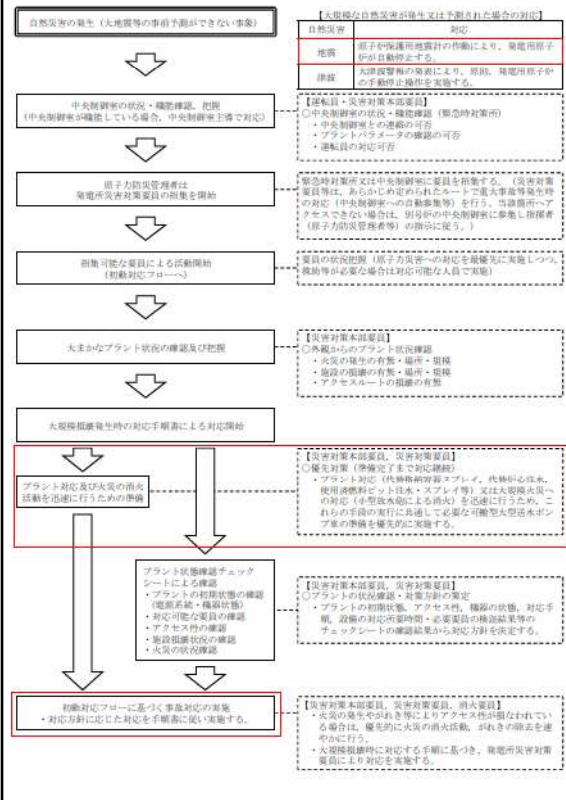 自然災害の発生（大地震等の事前予測ができない事象）
【大規模な自然災害が発生又は予測された場合の対応】
自然災害
対応
地震
原子炉保護用地震計の作動により、発電用原子
炉が自動停止する。
津波
大津波警報の発表により、原則、発電用原子炉
の手動停止操作を実施する。
中央制御室の状況・機能確認、把握
（中央制御室が機能している場合、中央制御室主導で対応）
【運転員・災害対策本部要員】
○中央制御室の状況・機能確認（緊急時対策所）
・中央制御室との連絡の可否
・プラントパラメータの確認の可否
・運転員の対応可否
原子力防災管理者は
発電所災害対策要員の招集を開始
緊急時対策所又は中央制御室に要員を招集する。（災害対策
要員等は、あらかじめ定められたルートで重大事故等発生時
の対応（中央制御室への自動参集等）を行う。当該箇所へア
クセスできない場合は、別号炉の中央制御室に参集し指揮者
（原子力防災管理者等）の指示に従う。）
招集可能な要員による活動開始
（初動対応フローへ）
要員の状況把握（原子力災害への対応を最優先に実施しつつ、
救助等が必要な場合は対応可能な人員で実施）
大まかなプラント状況の確認及び把握
【災害対策本部要員】
○外観からのプラント状況確認
・火災の発生の有無・場所・規模
・施設の損壊の有無・場所・規模
・アクセスルートの損壊の有無
大規模損壊発生時の対応手順書による対応開始
プラント対応及び火災の消火
活動を迅速に行うための準備
【災害対策本部要員、災害対策要員】
○優先対策（準備完了まで対応継続）
・プラント対応（代替格納容器スプレイ、代替炉心注水、
使用済燃料ピット注水・スプレイ等）又は大規模火災へ
の対応（小型放水砲による消火）を迅速に行うため、こ
れらの手段の実行に共通して必要な可搬型大型送水ポン
プ車の準備を優先的に実施する。
プラント状態確認チェック
シートによる確認
・プラントの初期状態の確認
（電源系統・機器状態）
・対応可能な要員の確認
・アクセス性の確認
・施設損壊状況の確認
・火災の状況確認
【災害対策本部要員、災害対策要員】
○プラントの状況確認・対策方針の策定
・プラントの初期状態、アクセス性、機器の状態、対応手
順、設備の対応所要時間・必要要員の検証結果等の
チェックシートの確認結果から対応方針を決定する。
初動対応フローに基づく事故対応の実施
・対応方針に応じた対応を手順書に従い実施する。
【災害対策本部要員、災害対策要員、消火要員】
・火災の発生やがれき等によりアクセス性が損なわれてい
る場合は、優先的に火災の消火活動、がれきの除去を速
やかに行う。
・大規模損壊時に対応する手順に基づき、発電所災害対策
要員により対応を実施する。